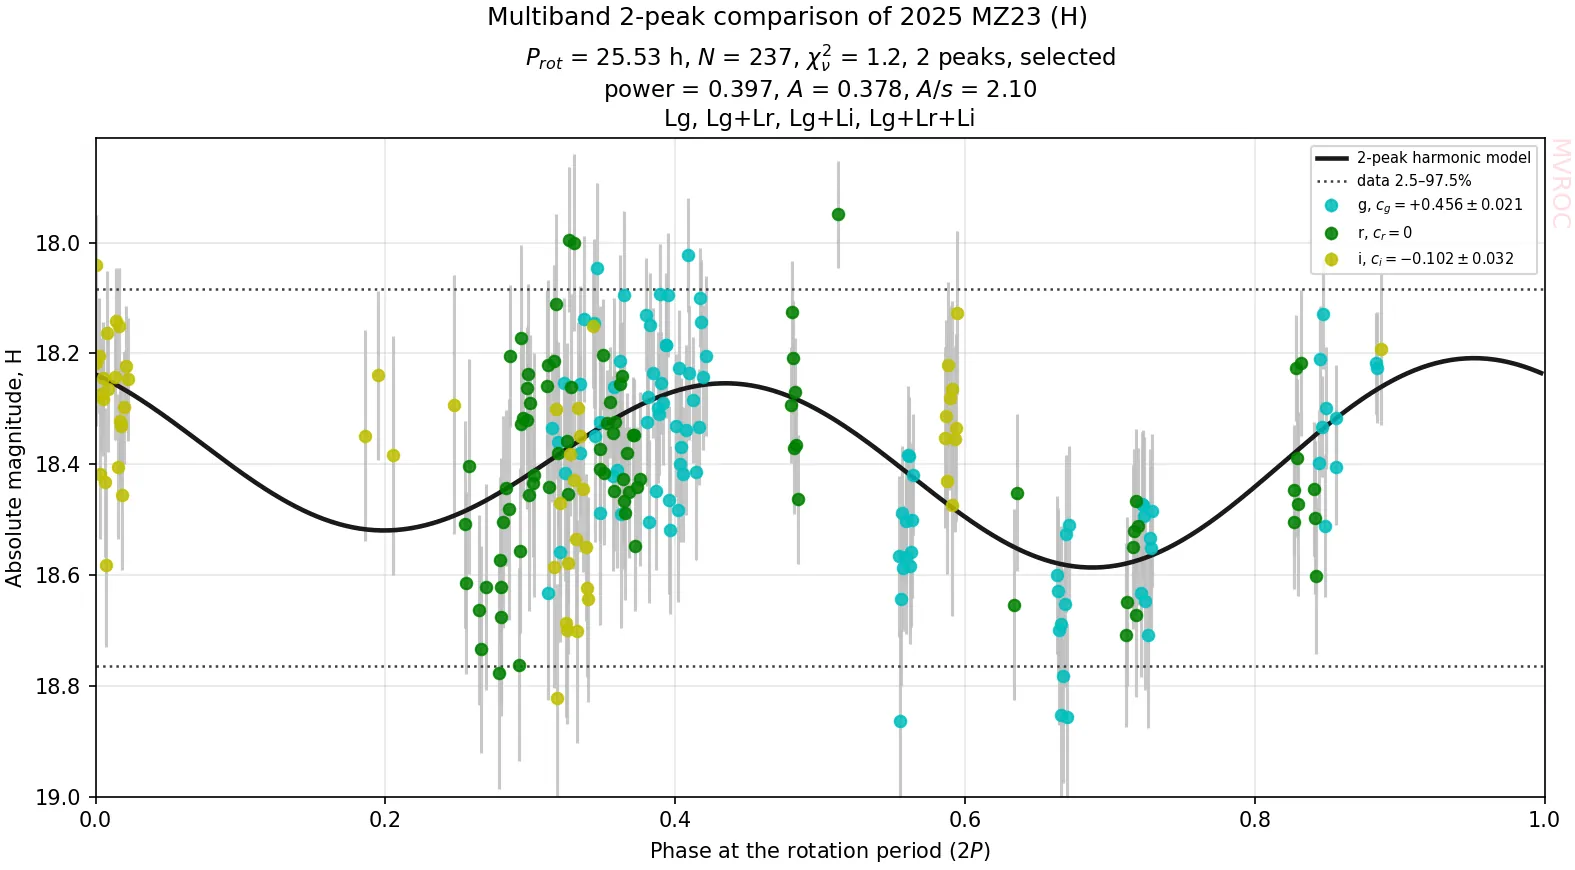 Multiband 2-peak comparison of 2025 MZ23 (H)
P_rot = 25.53 h, N = 237, χ²_ν = 1.2, 2 peaks, selected
power = 0.397, A = 0.378, A/s = 2.10
Lg, Lg+Lr, Lg+Li, Lg+Lr+Li
2-peak harmonic model
data 2.5–97.5%
g, c_g = +0.456 ± 0.021
r, c_r = 0
i, c_i = −0.102 ± 0.032
MVROC
Absolute magnitude, H
18.0
18.2
18.4
18.6
18.8
19.0
0.0 0.2 0.4 0.6 0.8 1.0
Phase at the rotation period (2P)